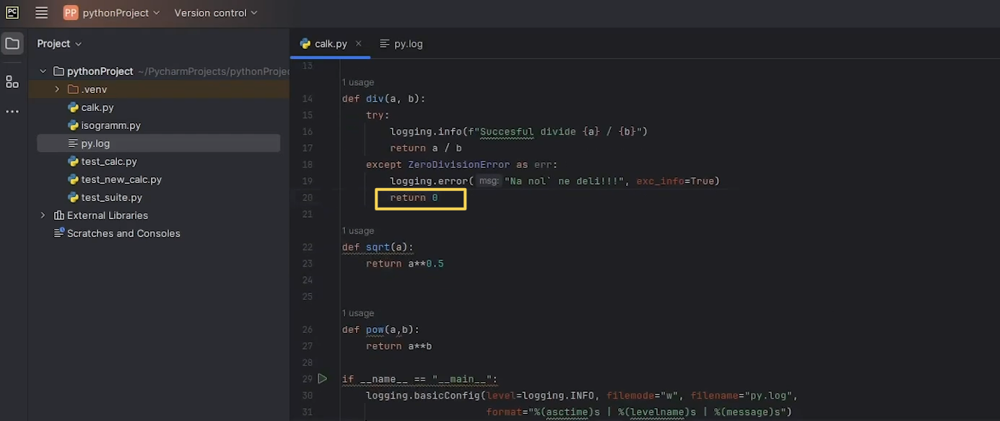 PC
PP pythonProject Version control
Project
calk.py
py.log
pythonProject ~/PycharmProjects/pythonProjec
.venv
calk.py
isogramm.py
py.log
test_calc.py
test_new_calc.py
test_suite.py
External Libraries
Scratches and Consoles
13
1 usage
14 def div(a, b):
15 try:
16 logging.info(f"Succesful divide {a} / {b}")
17 return a / b
18 except ZeroDivisionError as err:
19 logging.error( msg: "Na nol` ne deli!!!", exc_info=True)
20 return 0
21
1 usage
22 def sqrt(a):
23 return a**0.5
24
25
1 usage
26 def pow(a,b):
27 return a**b
28
29 if __name__ == "__main__":
30 logging.basicConfig(level=logging.INFO, filemode="w", filename="py.log",
31 format="%(asctime)s | %(levelname)s | %(message)s")